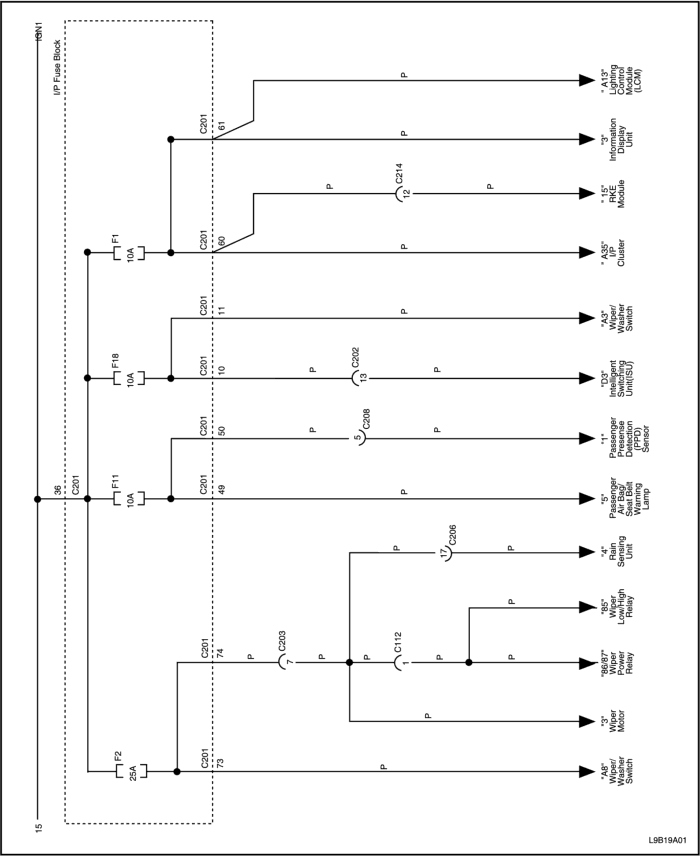 15
IGN1
I/P Fuse Block
36
C201
F2
25A
F11
10A
F18
10A
F1
10A
C201
73
C201
74
C201
49
C201
50
C201
10
C201
11
C201
60
C201
61
P
P
C203
7
P
P
C112
1
P
P
P
P
C206
17
P
P
P
C208
5
P
P
C202
13
P
P
P
P
C214
12
P
P
P
"A8"
Wiper/
Washer
Switch
"3"
Wiper
Motor
"86/87"
Wiper
Power
Relay
"85"
Wiper
Low/High
Relay
"4"
Rain
Sensing
Unit
"5"
Passenger
Air Bag/
Seat Belt
Warning
Lamp
"1"
Passenger
Presense
Detection
(PPD)
Sensor
"D3"
Intelligent
Switching
Unit(ISU)
"A3"
Wiper/
Washer
Switch
"A35"
I/P
Cluster
"15"
RKE
Module
"3"
Information
Display
Unit
"A13"
Lighting
Control
Module
(LCM)
L9B19A01